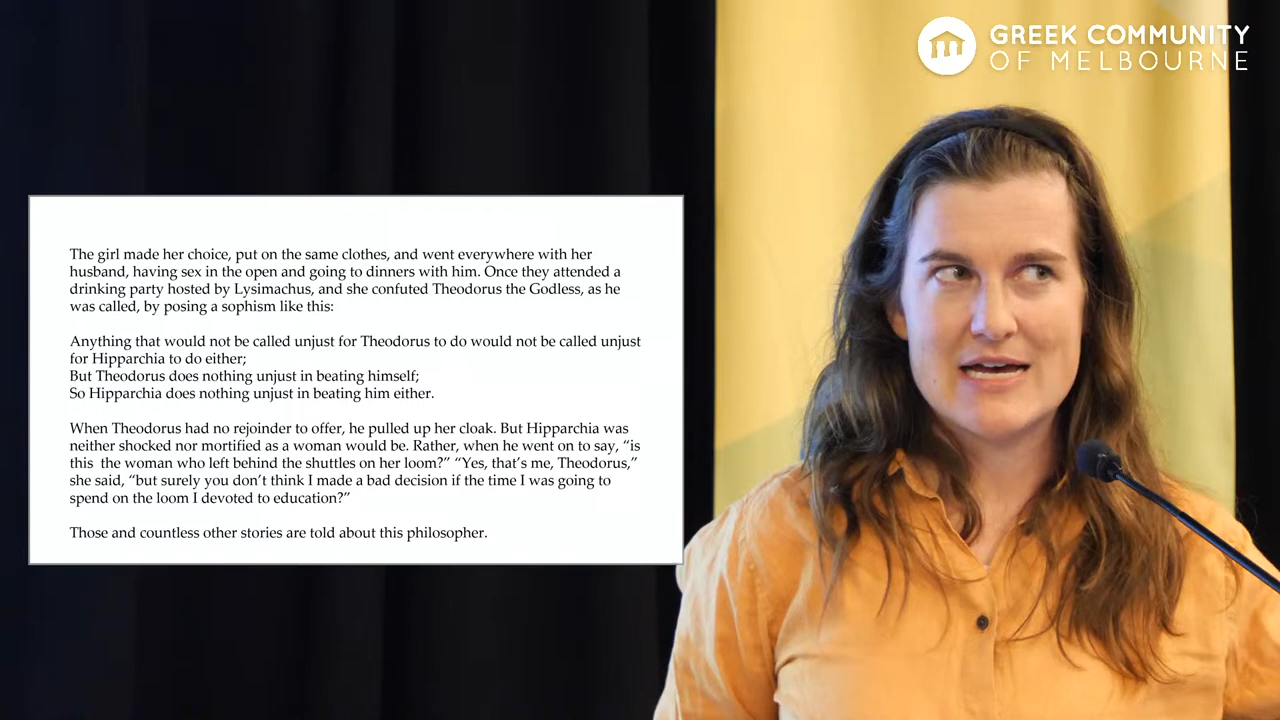 GREEK COMMUNITY
OF MELBOURNE
The girl made her choice, put on the same clothes, and went everywhere with her
husband, having sex in the open and going to dinners with him. Once they attended a
drinking party hosted by Lysimachus, and she confuted Theodorus the Godless, as he
was called, by posing a sophism like this:
Anything that would not be called unjust for Theodorus to do would not be called unjust
for Hipparchia to do either;
But Theodorus does nothing unjust in beating himself;
So Hipparchia does nothing unjust in beating him either.
When Theodorus had no rejoinder to offer, he pulled up her cloak. But Hipparchia was
neither shocked nor mortified as a woman would be. Rather, when he went on to say, “is
this the woman who left behind the shuttles on her loom?” “Yes, that’s me, Theodorus,”
she said, “but surely you don’t think I made a bad decision if the time I was going to
spend on the loom I devoted to education?”
Those and countless other stories are told about this philosopher.